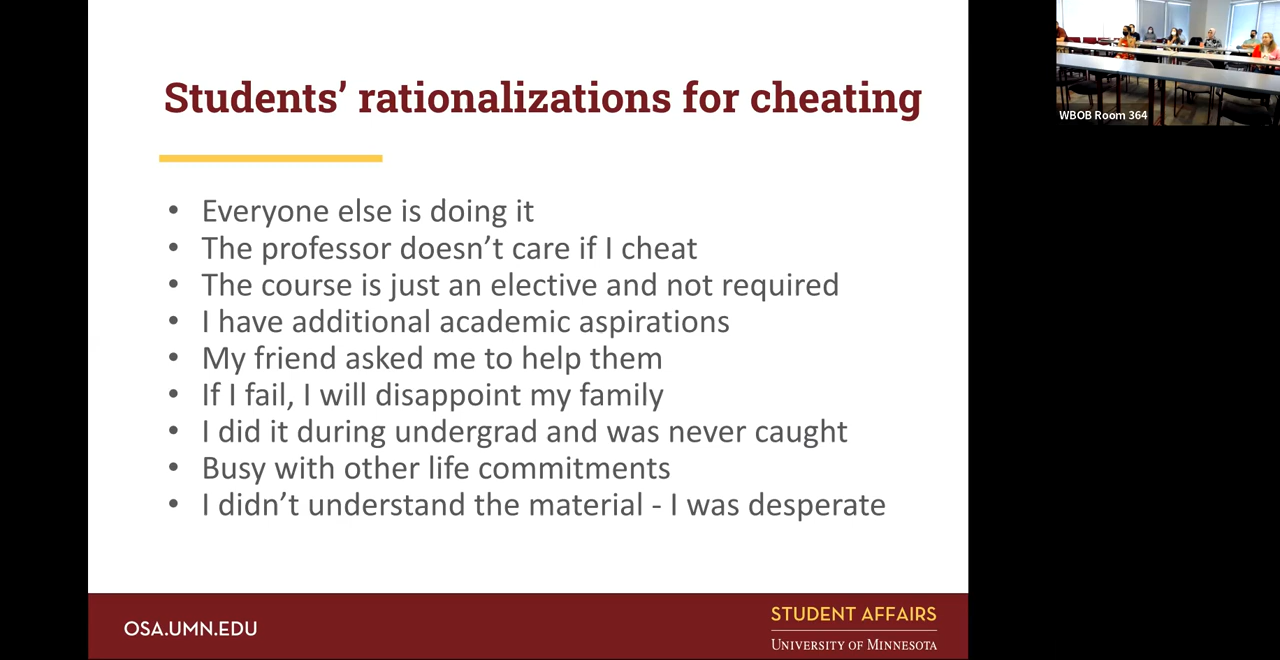 Students’ rationalizations for cheating
• Everyone else is doing it
• The professor doesn’t care if I cheat
• The course is just an elective and not required
• I have additional academic aspirations
• My friend asked me to help them
• If I fail, I will disappoint my family
• I did it during undergrad and was never caught
• Busy with other life commitments
• I didn’t understand the material - I was desperate
OSA.UMN.EDU
STUDENT AFFAIRS
UNIVERSITY OF MINNESOTA
WBOB Room 364